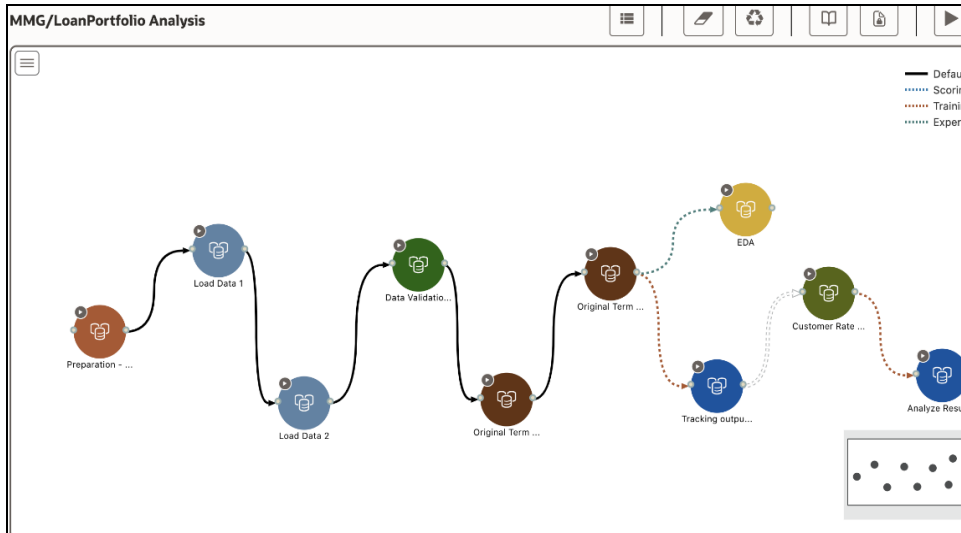 MMG/LoanPortfolio Analysis
Defau
Scorin
Trainin
Exper
EDA
Load Data 1
Data Validatio...
Original Term ...
Customer Rate ...
Preparation - ...
Load Data 2
Original Term ...
Tracking outpu...
Analyze Resu